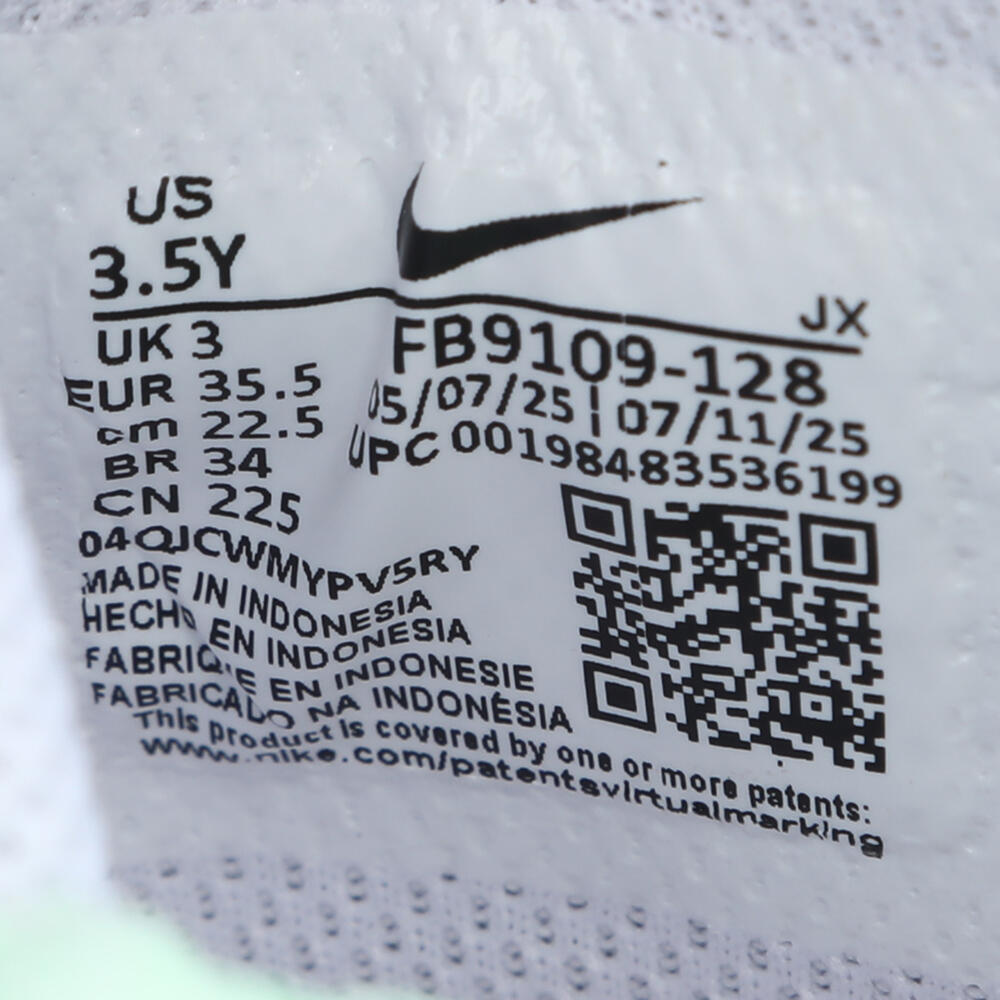 US
3.5Y
JX
UK 3
EUR 35.5
cm 22.5
BR 34
CN 225
FB9109-128
05/07/25 | 07/11/25
UPC 00198483536199
04QJCWMYPV5RY
MADE IN INDONESIA
HECHO EN INDONESIA
FABRIQUE EN INDONESIE
FABRICADO NA INDONÉSIA
This product is covered by one or more patents:
www.nike.com/patentsvirtualmarking